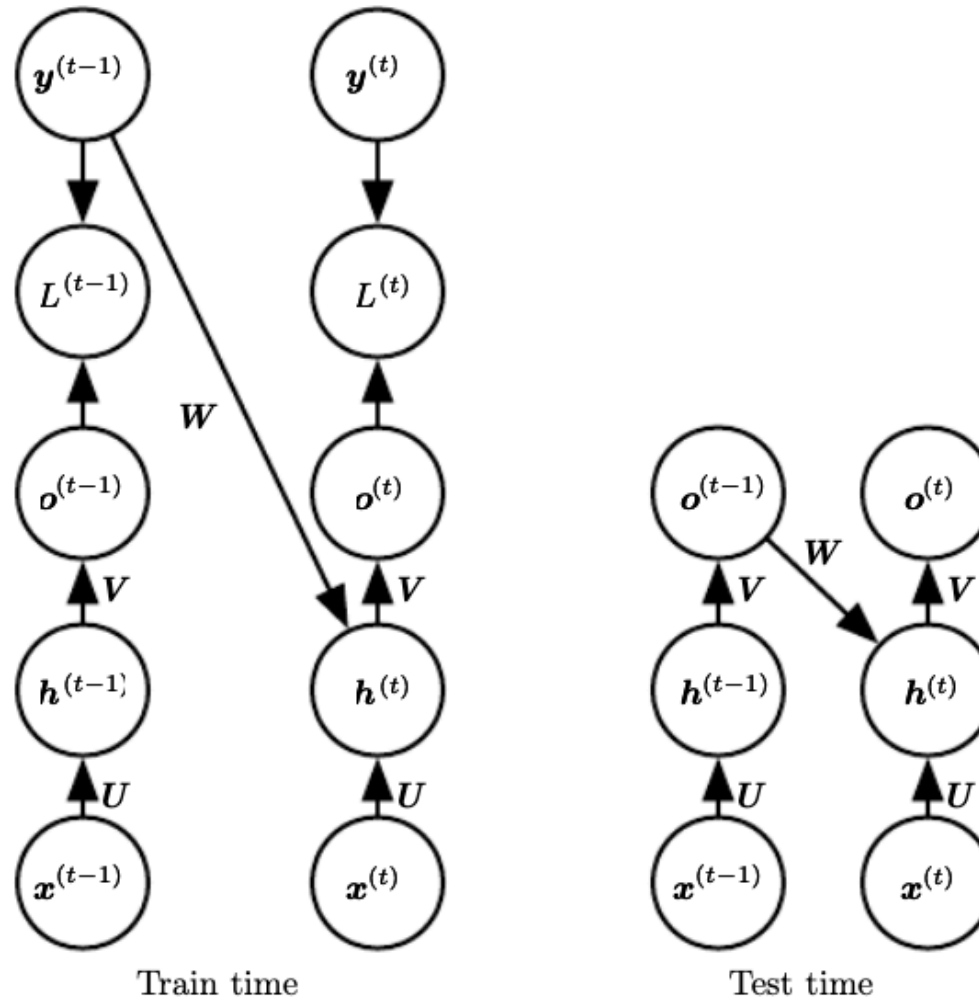 y^(t−1) y^(t)
L^(t−1) L^(t)
W
o^(t−1) o^(t) o^(t−1) o^(t)
W
V V V V
h^(t−1) h^(t) h^(t−1) h^(t)
U U U U
x^(t−1) x^(t) x^(t−1) x^(t)
Train time Test time